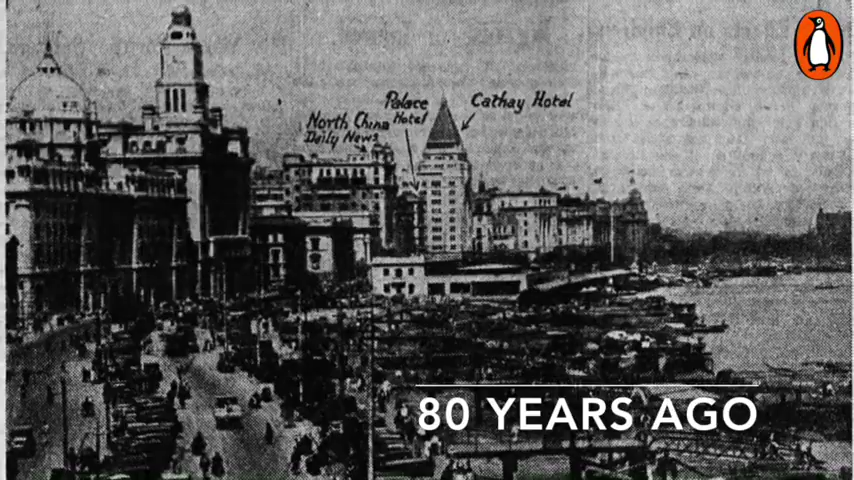 Palace
Hotel
Cathay Hotel
North China
Daily News
80 YEARS AGO